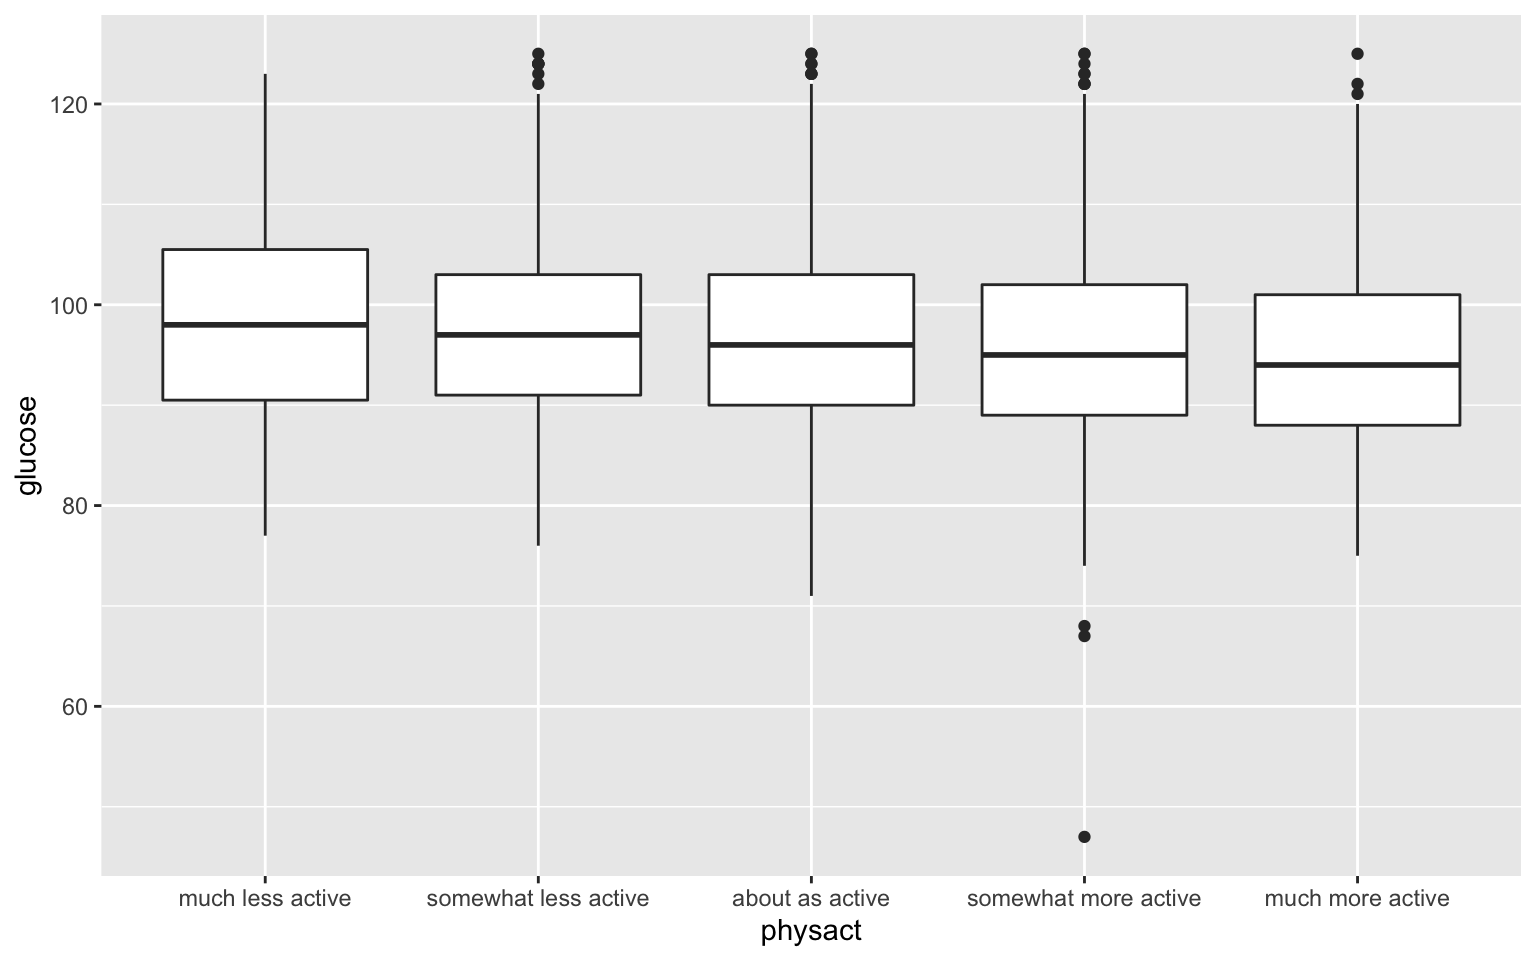 120
100
80
60
glucose
much less active
somewhat less active
about as active
somewhat more active
much more active
physact